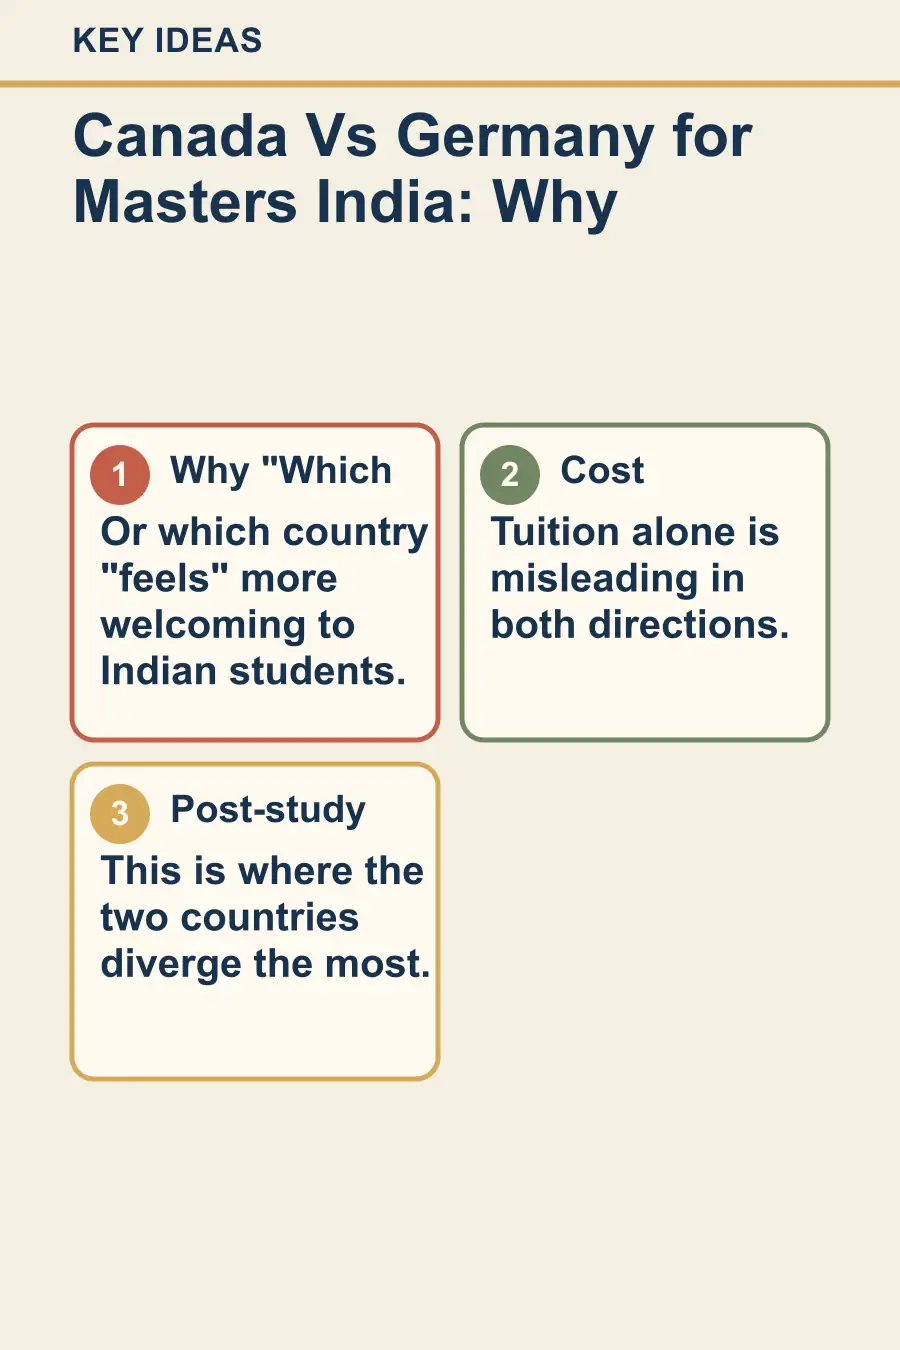 KEY IDEAS
Canada Vs Germany for
Masters India: Why
1
Why "Which
Or which country
"feels" more
welcoming to
Indian students.
2
Cost
Tuition alone is
misleading in
both directions.
3
Post-study
This is where the
two countries
diverge the most.